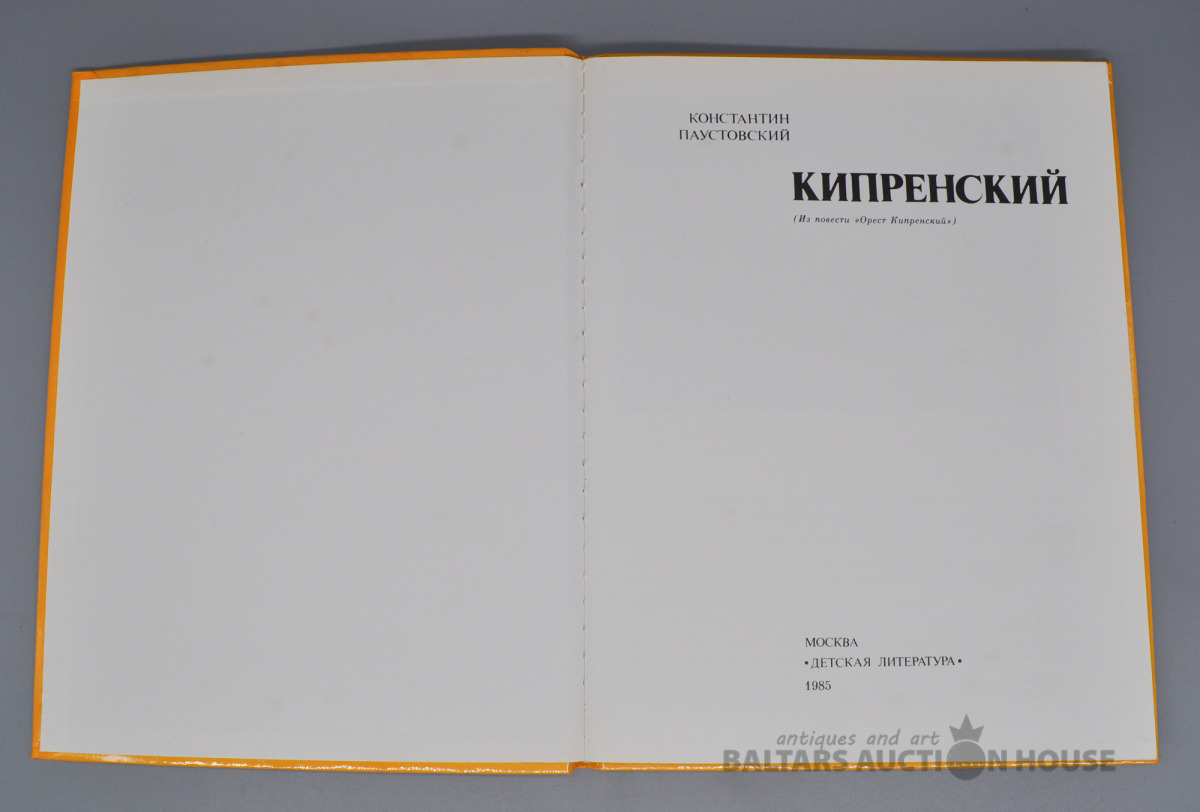 КОНСТАНТИН
ПАУСТОВСКИЙ
КИПРЕНСКИЙ
(Из повести «Орест Кипренский»)
МОСКВА
•ДЕТСКАЯ ЛИТЕРАТУРА•
1985
antiques and art
BALTARS AUCTION HOUSE